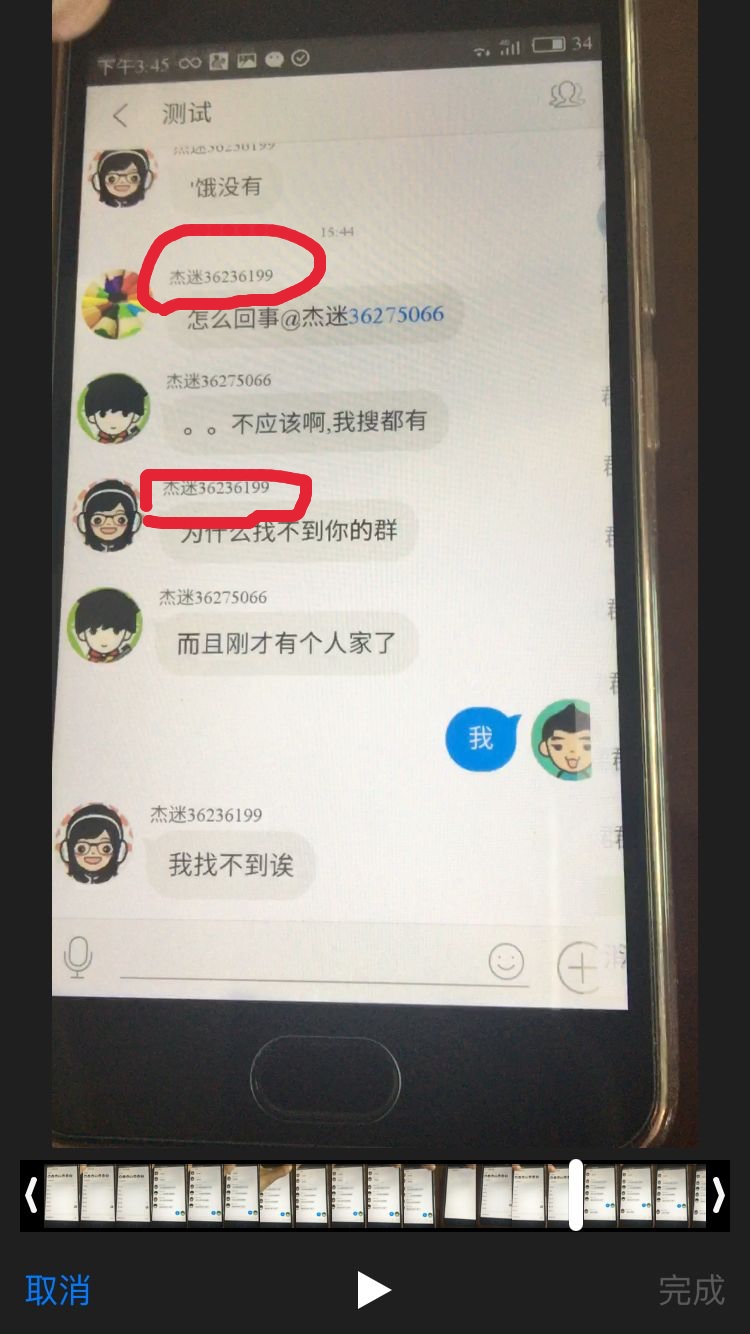 下午3:45
4G
34
测试
杰迷36236199
'饿没有
15:44
杰迷36236199
怎么回事@杰迷36275066
杰迷36275066
。。不应该啊,我搜都有
杰迷36236199
为什么找不到你的群
杰迷36275066
而且刚才有个人家了
我
杰迷36236199
我找不到诶
取消
完成